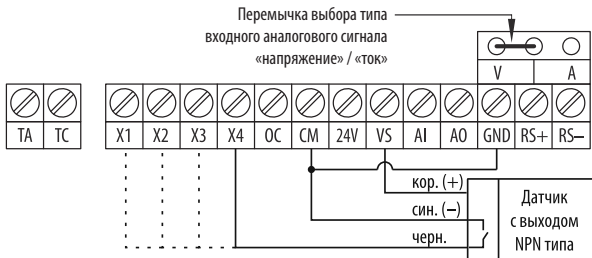 Перемычка выбора типа
входного аналогового сигнала
«напряжение» / «ток»
V A
TA TC X1 X2 X3 X4 OC CM 24V VS AI AO GND RS+ RS–
кор. (+)
син. (–)
черн.
Датчик
с выходом
NPN типа